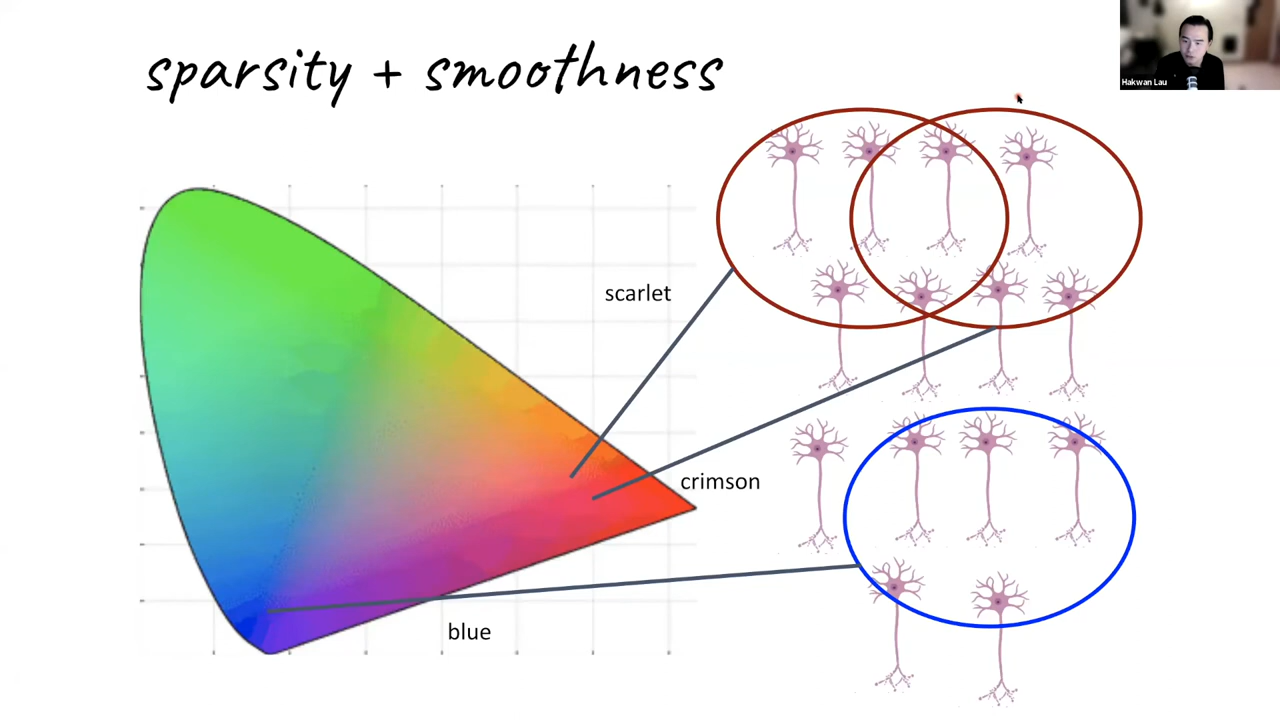 sparsity + smoothness
Hakwan Lau
scarlet
crimson
blue